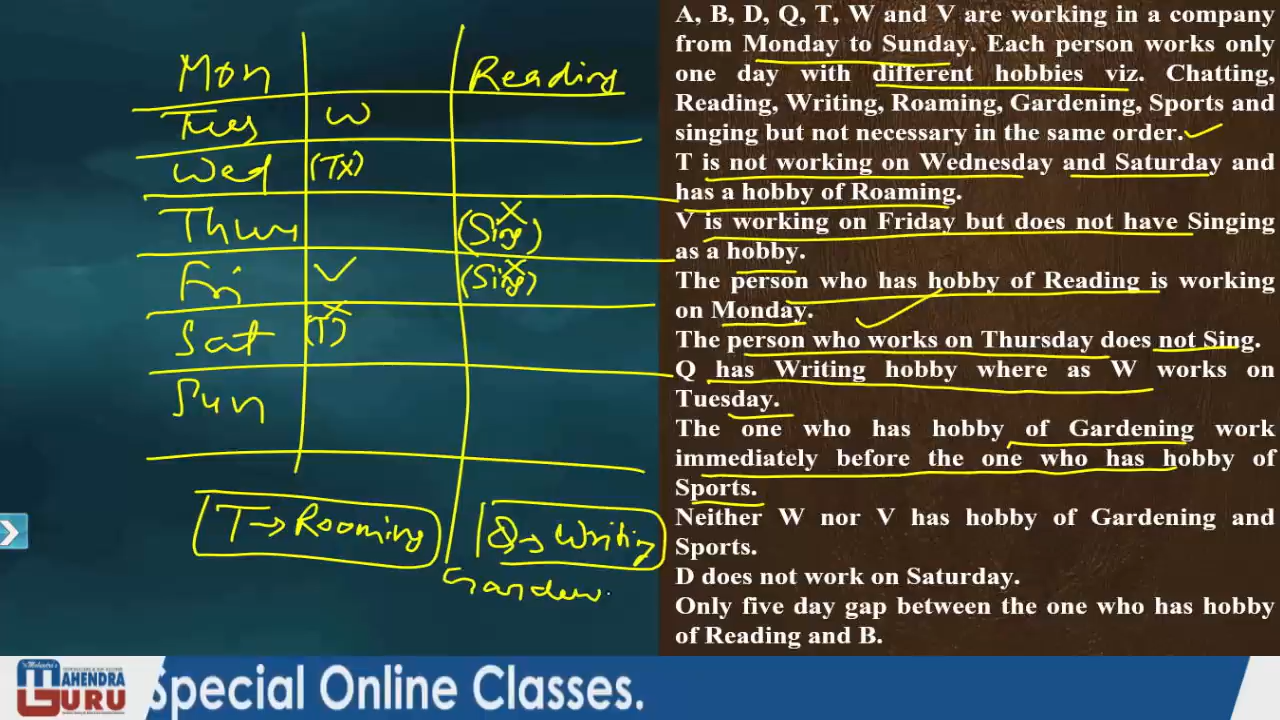 Mon Reading
Tues W
Wed (TX)
Thurs (Sing X)
Fri V (Sing X)
Sat (T) X
Sun
T→ Rooming
Q→ Writing
Garden
A, B, D, Q, T, W and V are working in a company
from Monday to Sunday. Each person works only
one day with different hobbies viz. Chatting,
Reading, Writing, Roaming, Gardening, Sports and
singing but not necessary in the same order.
T is not working on Wednesday and Saturday and
has a hobby of Roaming.
V is working on Friday but does not have Singing
as a hobby.
The person who has hobby of Reading is working
on Monday.
The person who works on Thursday does not Sing.
Q has Writing hobby where as W works on
Tuesday.
The one who has hobby of Gardening work
immediately before the one who has hobby of
Sports.
Neither W nor V has hobby of Gardening and
Sports.
D does not work on Saturday.
Only five day gap between the one who has hobby
of Reading and B.
MAHENDRA
GURU
Special Online Classes.